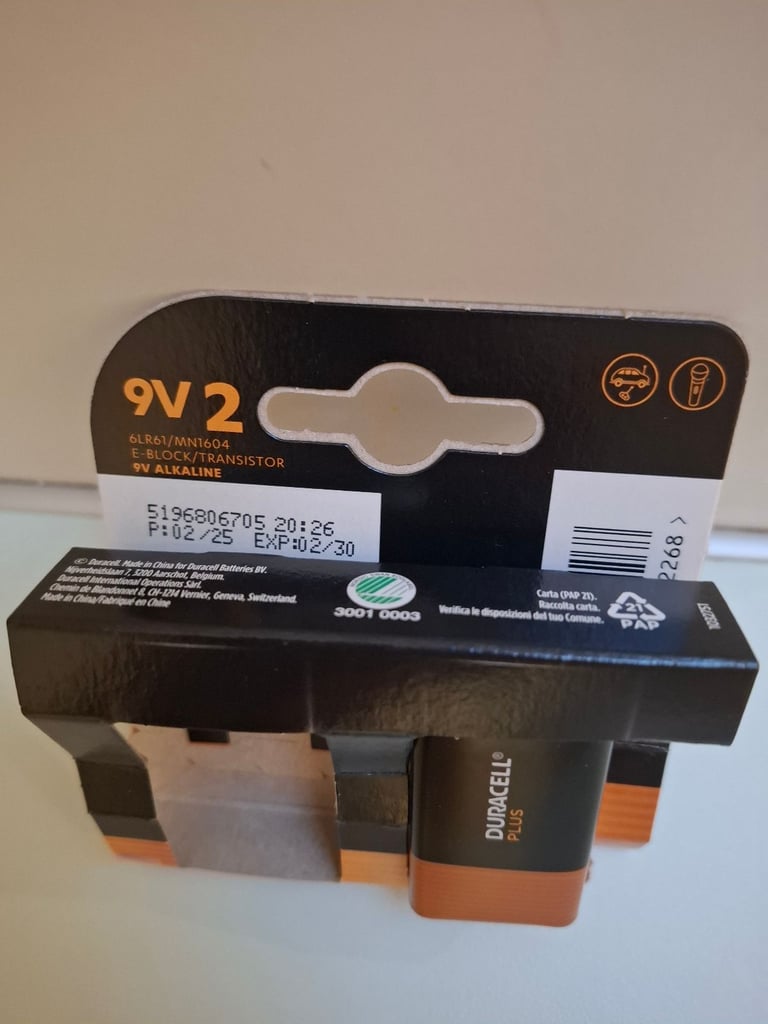 9V 2
6LR61/MN1604
E-BLOCK/TRANSISTOR
9V ALKALINE
5196806705 20:26
P:02/25 EXP:02/30
2268 >
© Duracell. Made in China for Duracell Batteries BV.
Nijverheidslaan 7, 3200 Aarschot, Belgium.
Duracell International Operations Sàrl.
Chemin de Blandonnet 8, CH-1214 Vernier, Geneva, Switzerland.
Made in China/Fabriqué en Chine
3001 0003
Carta (PAP 21).
Raccolta carta.
Verifica le disposizioni del tuo Comune.
21
PAP
DURACELL®
PLUS